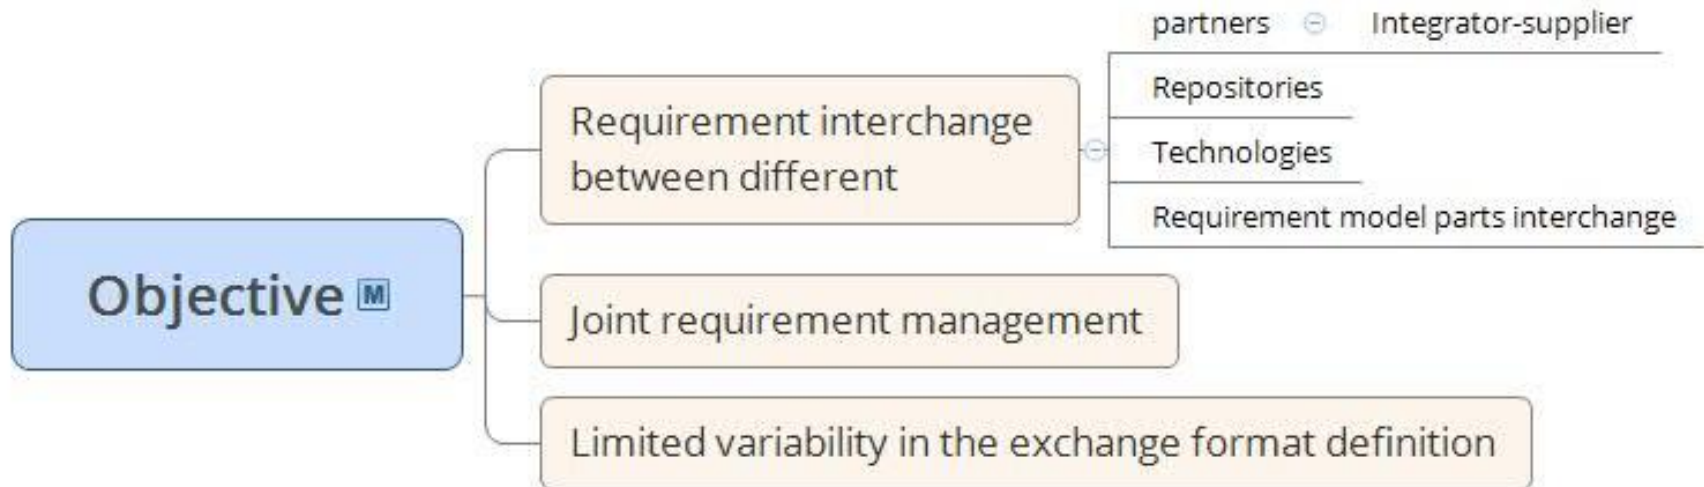 partners Integrator-supplier
Repositories
Requirement interchange
between different
Technologies
Requirement model parts interchange
Objective M
Joint requirement management
Limited variability in the exchange format definition